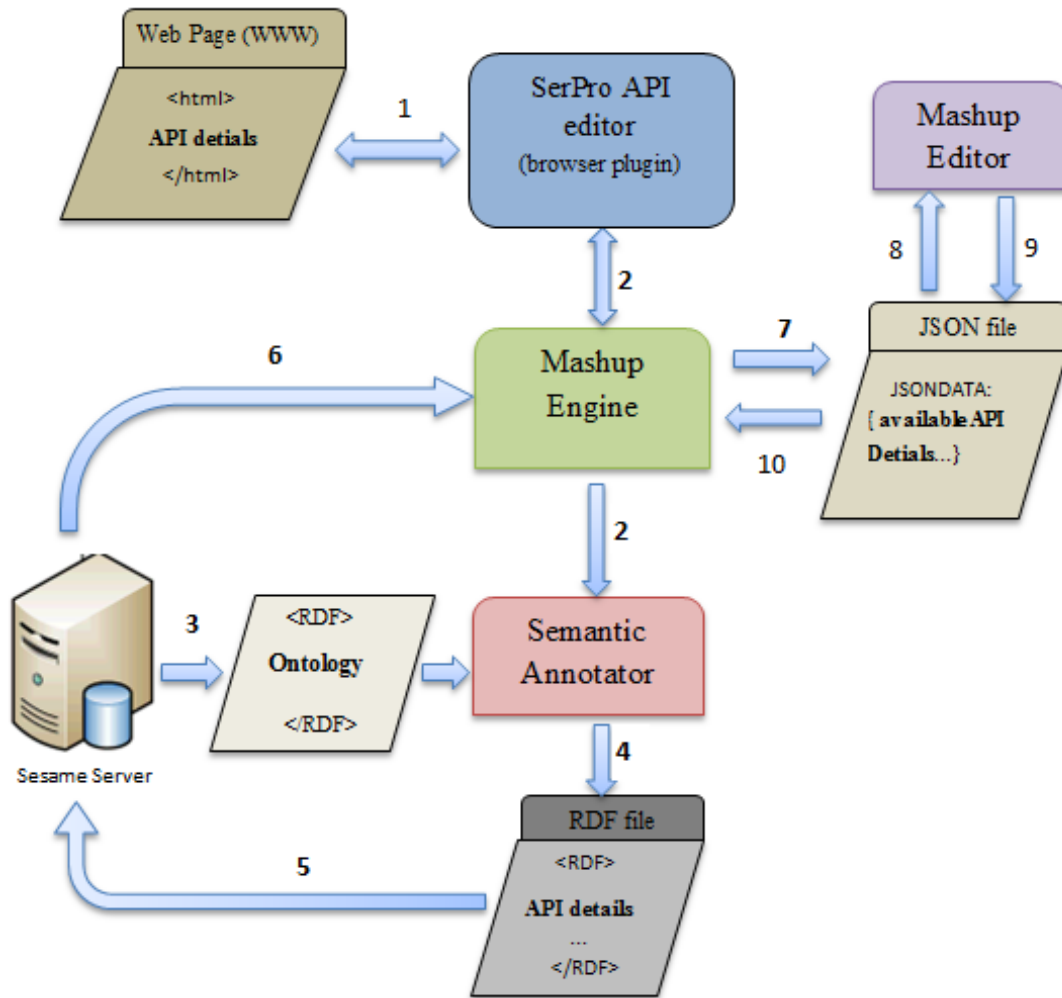 Web Page (WWW)
<html>
API detials
</html>
1
SerPro API
editor
(browser plugin)
Mashup
Editor
8
9
2
JSON file
JSONDATA:
{ availableAPI
Detials...}
6
Mashup
Engine
7
10
2
3
<RDF>
Ontology
</RDF>
Semantic
Annotator
Sesame Server
4
RDF file
<RDF>
API details
...
</RDF>
5